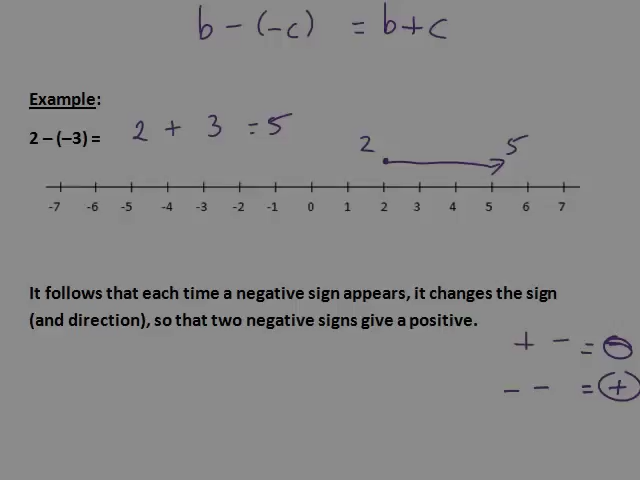 b - (-c) = b+c
Example:
2 – (–3) = 2 + 3 = 5
2 5
-7 -6 -5 -4 -3 -2 -1 0 1 2 3 4 5 6 7
It follows that each time a negative sign appears, it changes the sign
(and direction), so that two negative signs give a positive.
+ - = -
- - = +